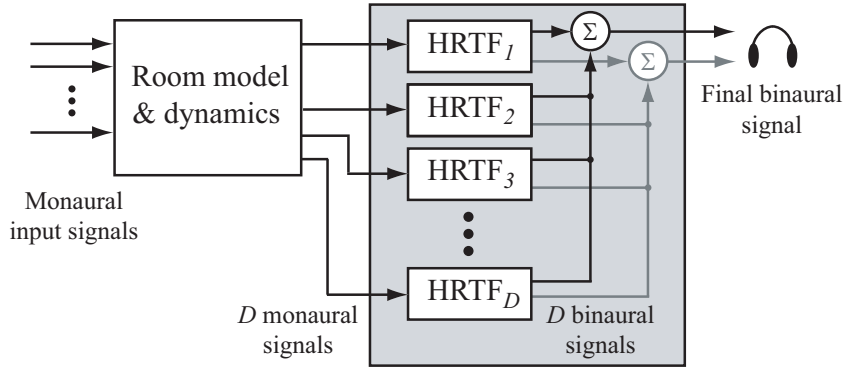 Room model
& dynamics
Monaural
input signals
HRTF1
HRTF2
HRTF3
HRTFD
Σ
Σ
D monaural
signals
D binaural
signals
Final binaural
signal